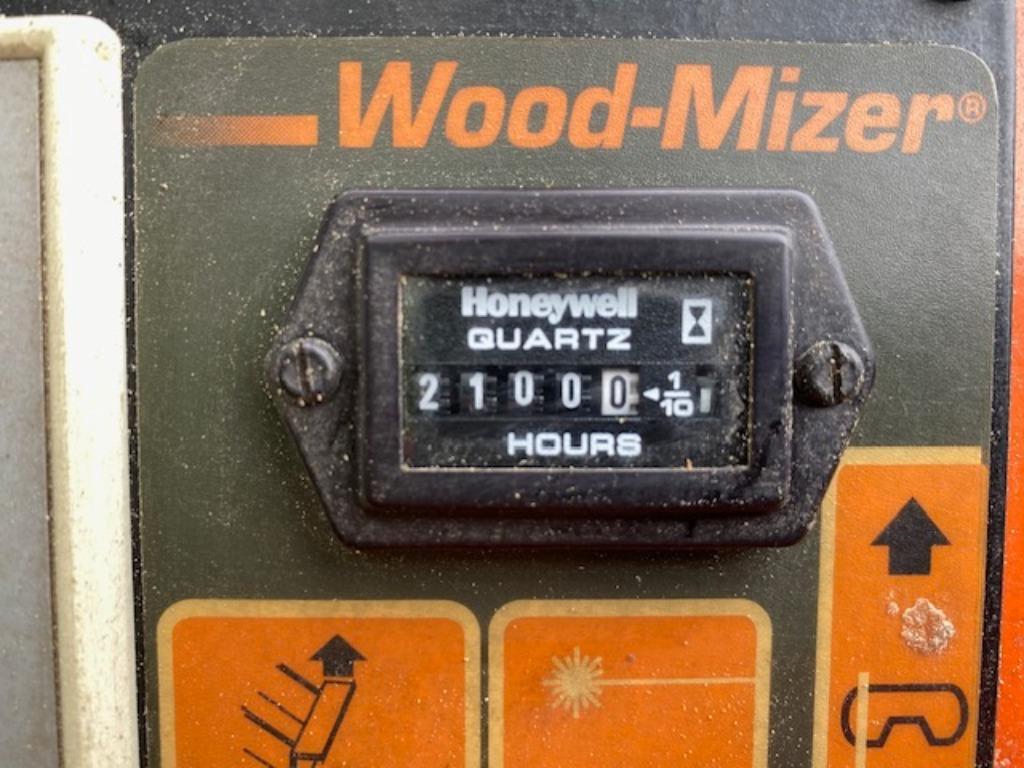 Wood-Mizer®
Honeywell
QUARTZ
21000 ◄1/10
HOURS